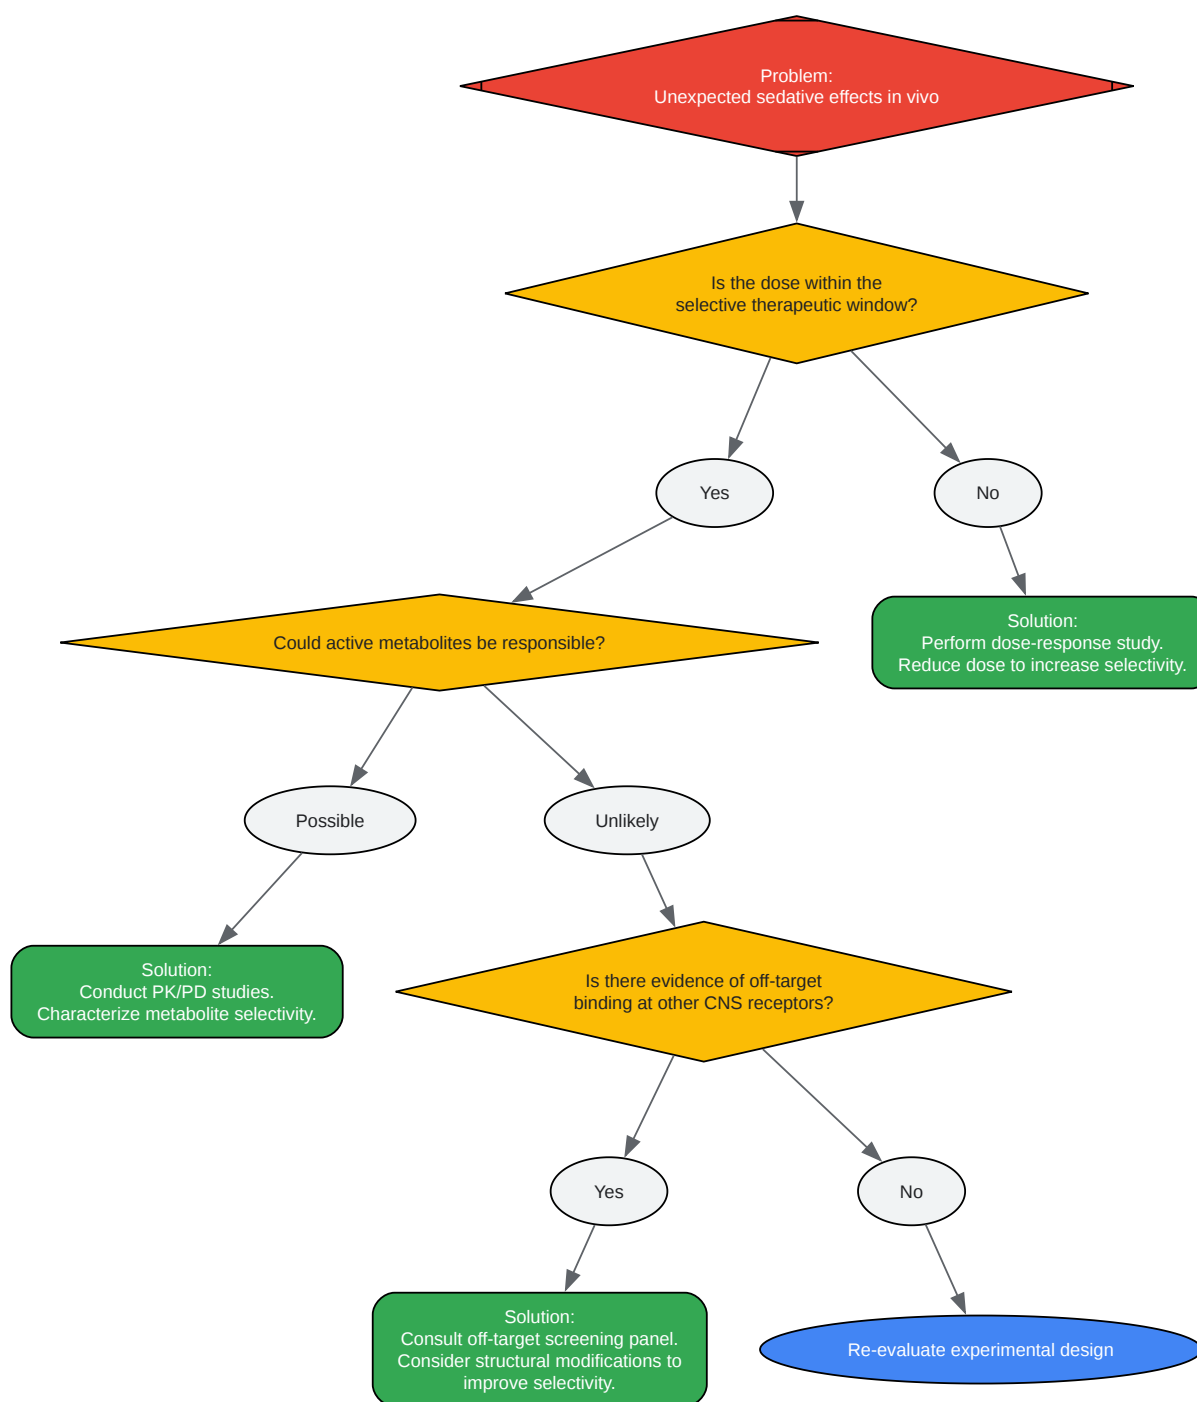 Problem:
Unexpected sedative effects in vivo
Is the dose within the
selective therapeutic window?
Yes
No
Solution:
Perform dose-response study.
Reduce dose to increase selectivity.
Could active metabolites be responsible?
Possible
Unlikely
Solution:
Conduct PK/PD studies.
Characterize metabolite selectivity.
Is there evidence of off-target
binding at other CNS receptors?
Yes
No
Solution:
Consult off-target screening panel.
Consider structural modifications to
improve selectivity.
Re-evaluate experimental design